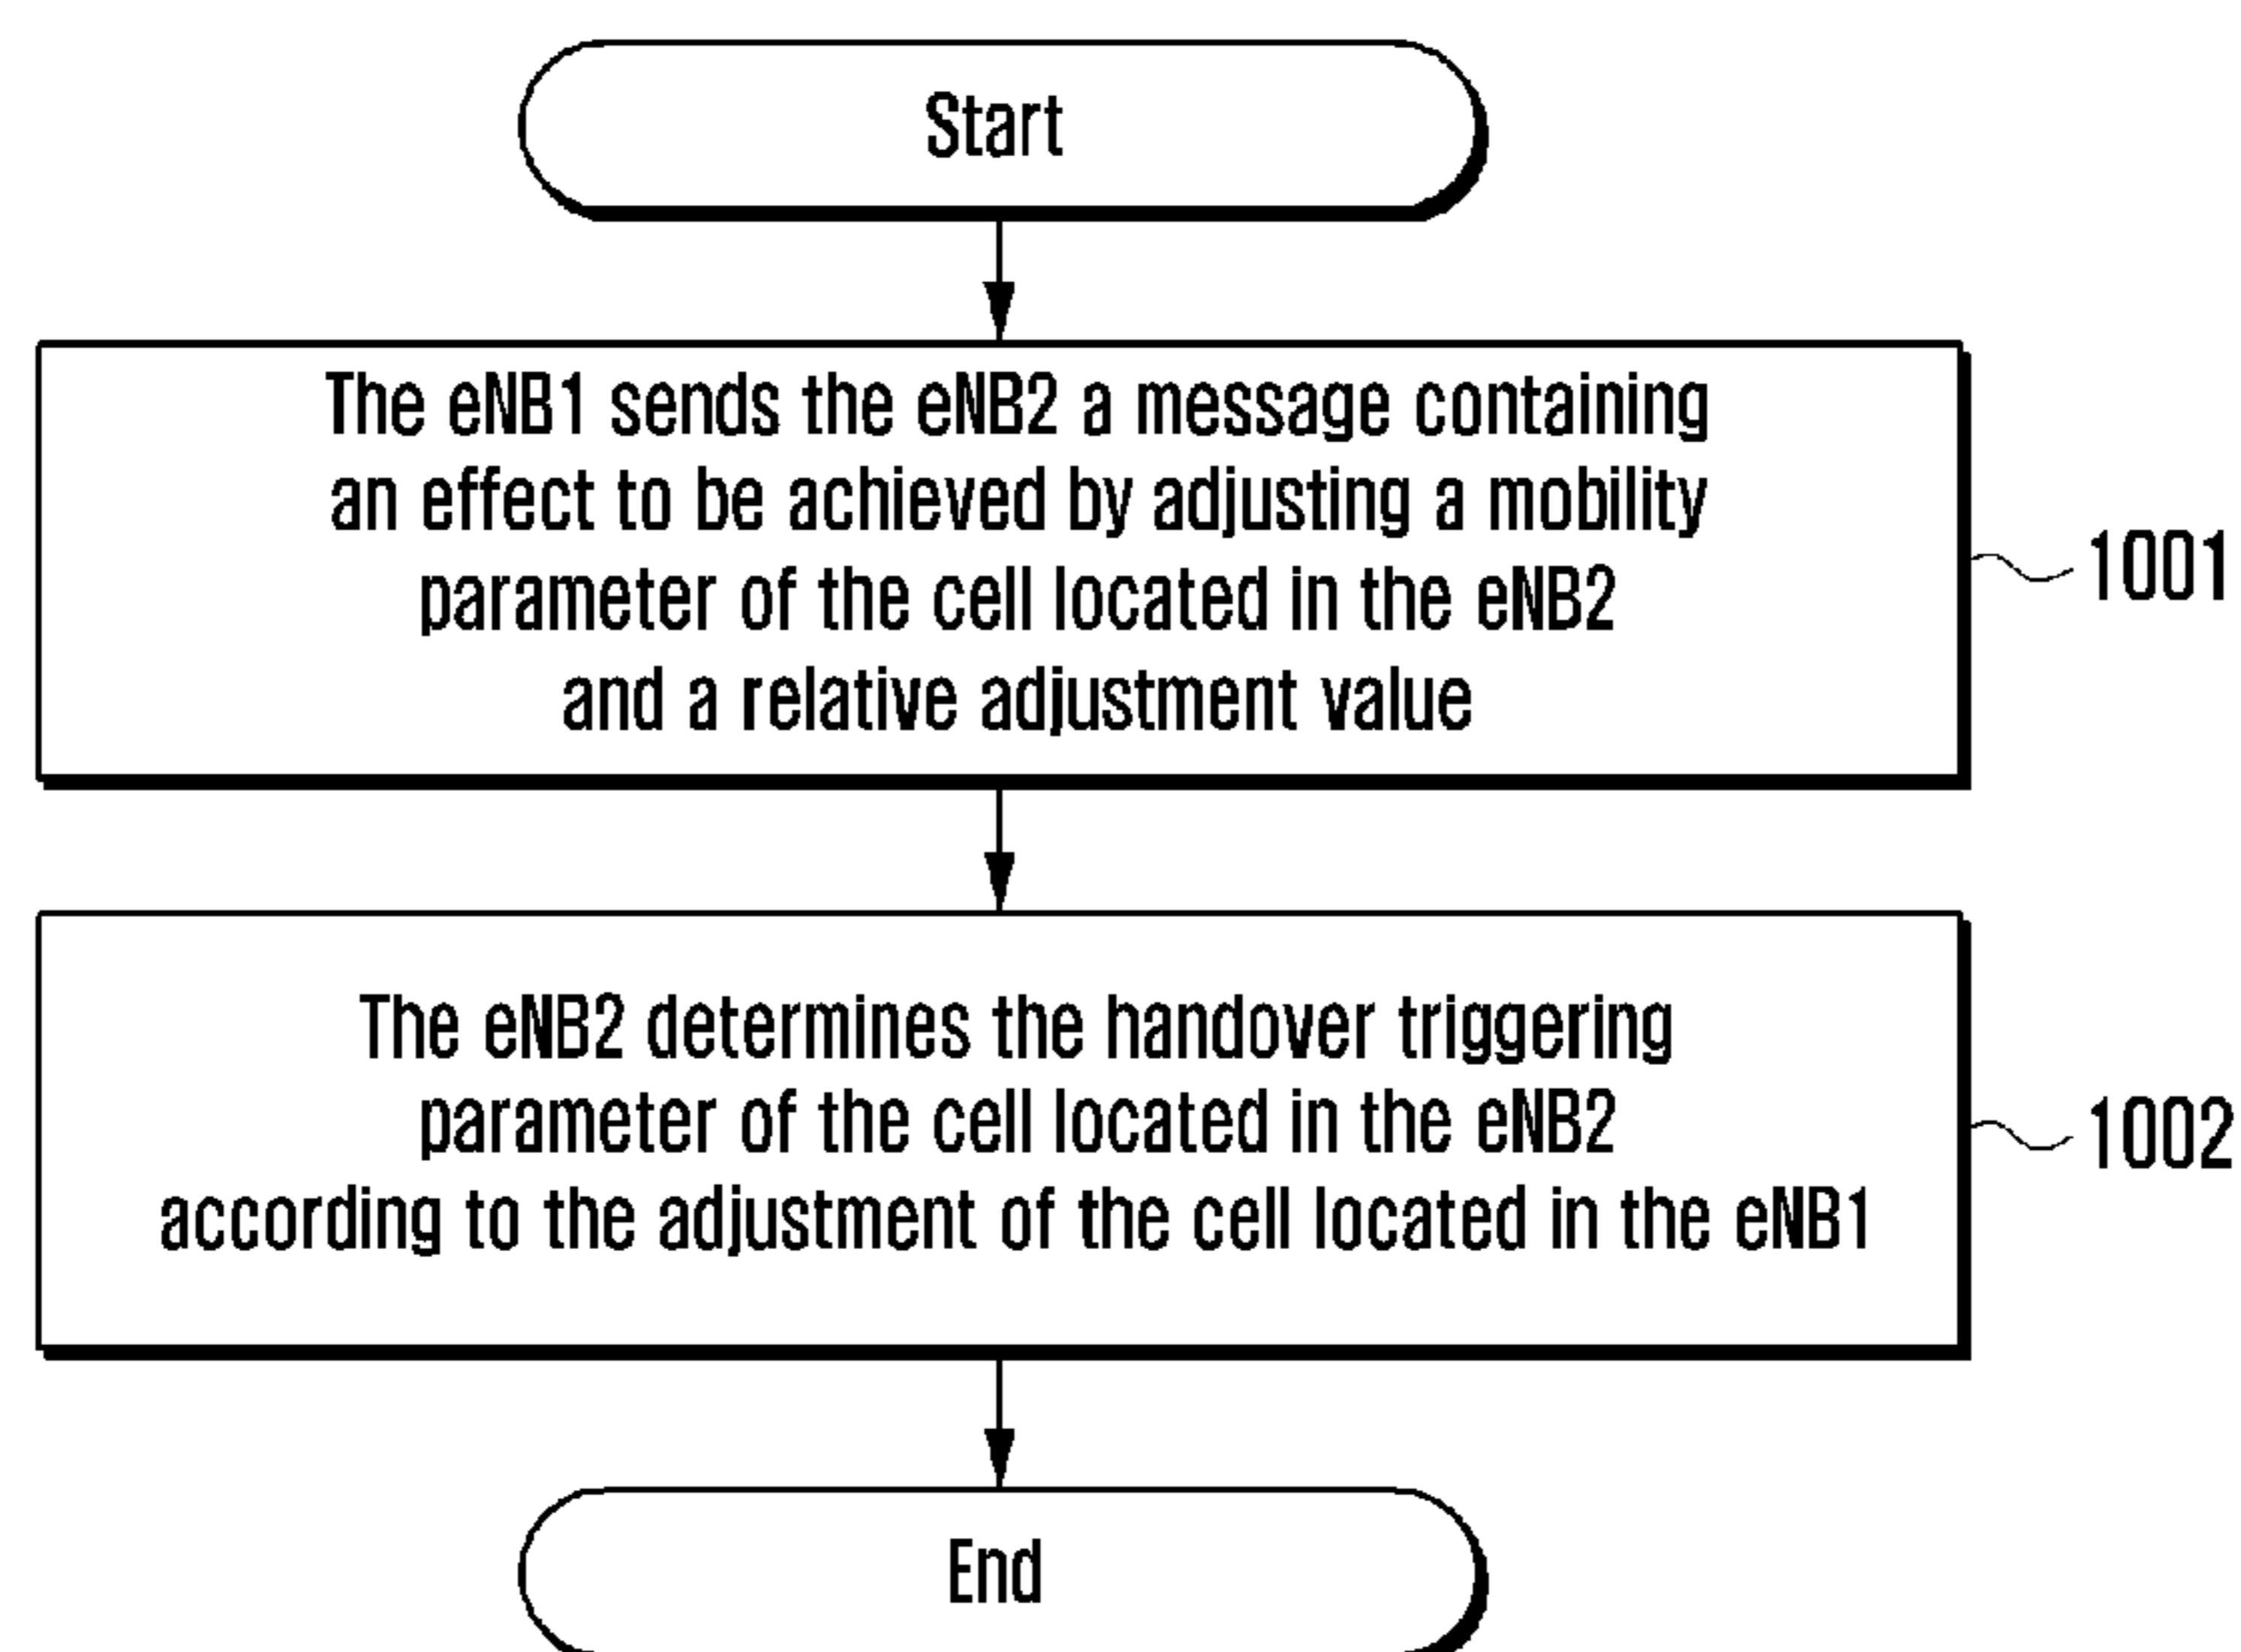 Start
The eNB1 sends the eNB2 a message containing
an effect to be achieved by adjusting a mobility
parameter of the cell located in the eNB2
and a relative adjustment value
1001
The eNB2 determines the handover triggering
parameter of the cell located in the eNB2
according to the adjustment of the cell located in the eNB1
1002
End